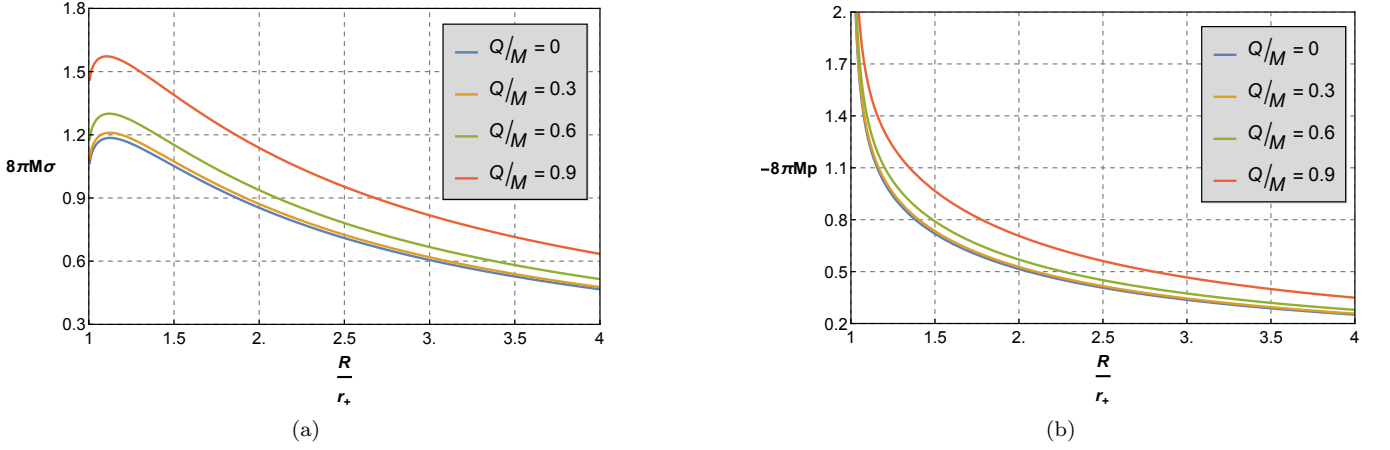 1.8
1.5
1.2
0.9
0.6
0.3
8πMσ
1 1.5 2. 2.5 3. 3.5 4
R
r+
Q/M = 0
Q/M = 0.3
Q/M = 0.6
Q/M = 0.9
(a)
2.
1.7
1.4
1.1
0.8
0.5
0.2
-8πMp
1 1.5 2. 2.5 3. 3.5 4
R
r+
Q/M = 0
Q/M = 0.3
Q/M = 0.6
Q/M = 0.9
(b)